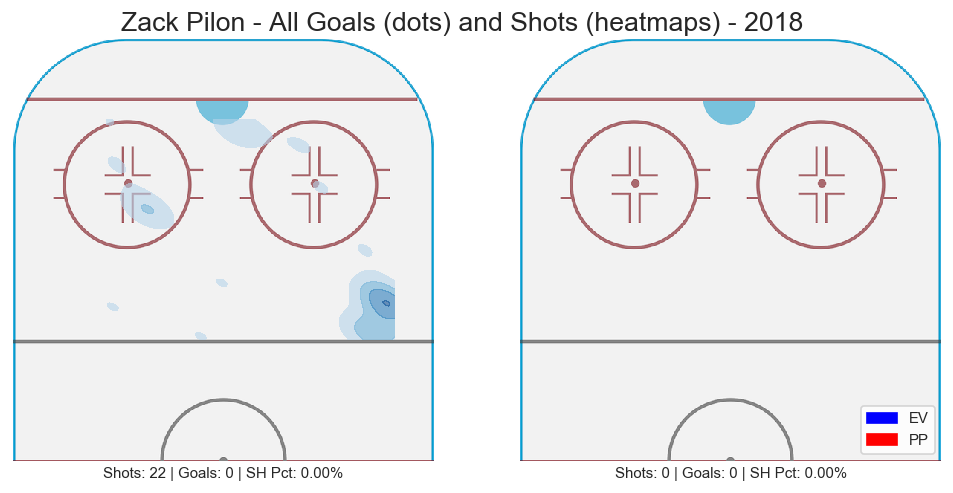 Zack Pilon - All Goals (dots) and Shots (heatmaps) - 2018
EV
PP
Shots: 22 | Goals: 0 | SH Pct: 0.00%
Shots: 0 | Goals: 0 | SH Pct: 0.00%